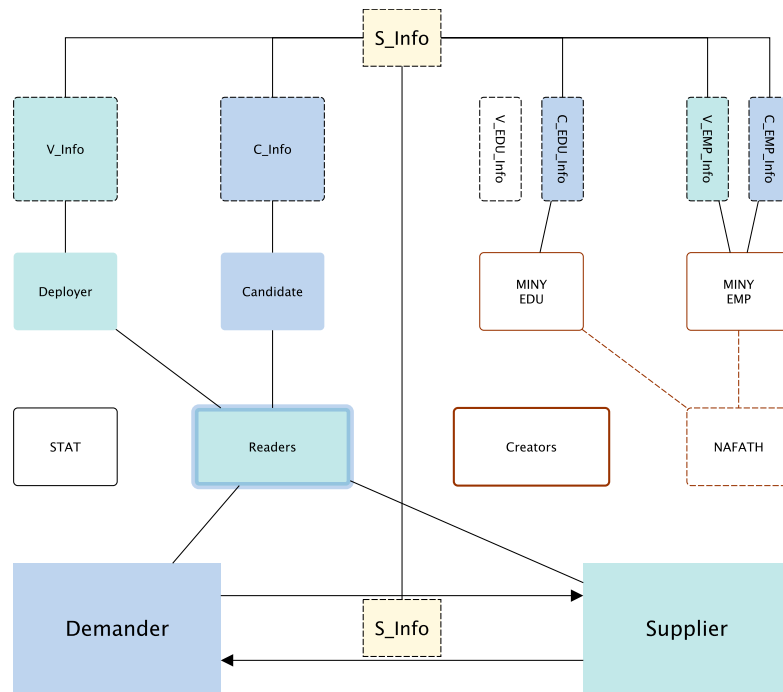 S_Info
V_Info
C_Info
V_EDU_Info
C_EDU_Info
V_EMP_Info
C_EMP_Info
Deployer
Candidate
MINY
EDU
MINY
EMP
STAT
Readers
Creators
NAFATH
Demander
S_Info
Supplier